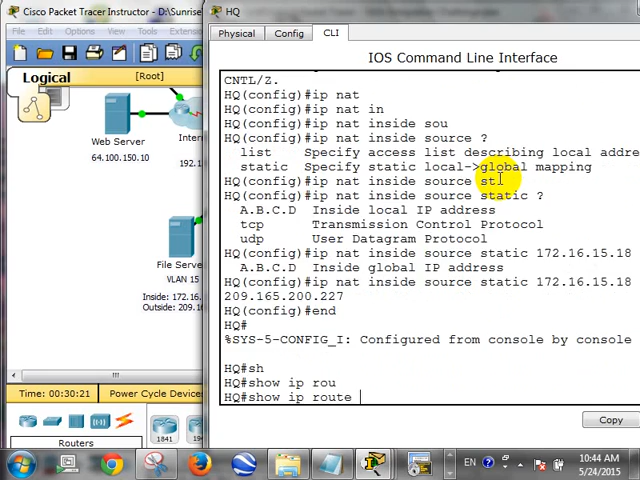 Cisco Packet Tracer Instructor - D:\Sunrise
HQ
File Edit Options View Tools Extensions
Physical Config CLI
IOS Command Line Interface
Logical [Root]
Web Server
64.100.150.10
Inter
192.
File Serv
VLAN 15
Inside: 172.16.
Outside: 209.
CNTL/Z.
HQ(config)#ip nat
HQ(config)#ip nat in
HQ(config)#ip nat inside sou
HQ(config)#ip nat inside source ?
list Specify access list describing local addre
static Specify static local->global mapping
HQ(config)#ip nat inside source st
HQ(config)#ip nat inside source static ?
A.B.C.D Inside local IP address
tcp Transmission Control Protocol
udp User Datagram Protocol
HQ(config)#ip nat inside source static 172.16.15.18
A.B.C.D Inside global IP address
HQ(config)#ip nat inside source static 172.16.15.18
209.165.200.227
HQ(config)#end
HQ#
%SYS-5-CONFIG_I: Configured from console by console
HQ#sh
HQ#show ip rou
HQ#show ip route
Copy
Time: 00:30:21 Power Cycle Devices
Routers
1841
EN
10:44 AM
5/24/2015